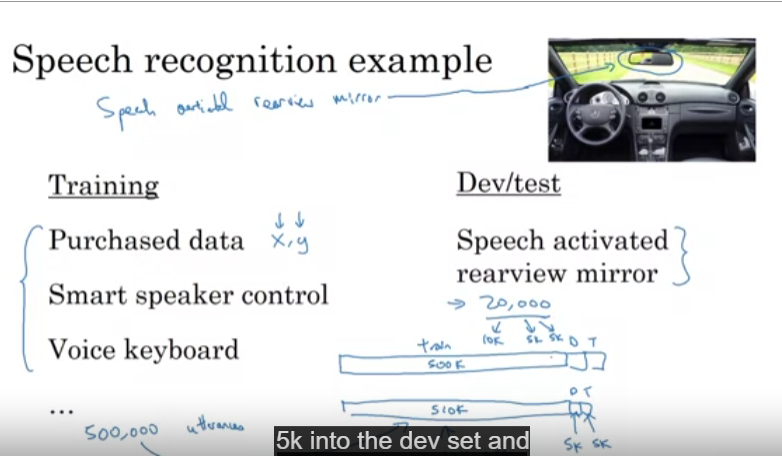 Speech recognition example
Speech activated rearview mirror
Training
Dev/test
Purchased data x, y
Speech activated
rearview mirror
Smart speaker control
20,000
10K 5K 5K D T
Voice keyboard
train
500K
D T
...
510K
500,000 utterances
5k into the dev set and
5K 5K